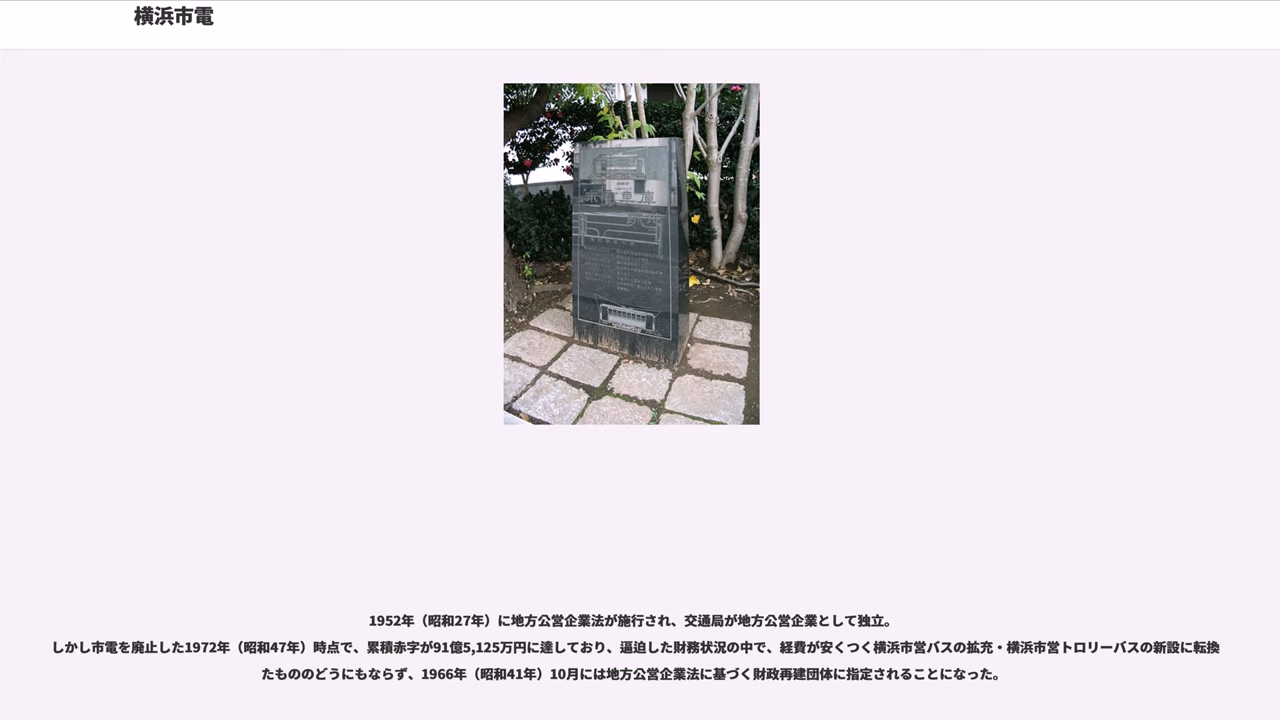 横浜市電
車庫
跡地
1952年（昭和27年）に地方公営企業法が施行され、交通局が地方公営企業として独立。
しかし市電を廃止した1972年（昭和47年）時点で、累積赤字が91億5,125万円に達しており、逼迫した財務状況の中で、経費が安くつく横浜市営バスの拡充・横浜市営トロリーバスの新設に転換
たもののどうにもならず、1966年（昭和41年）10月には地方公営企業法に基づく財政再建団体に指定されることになった。